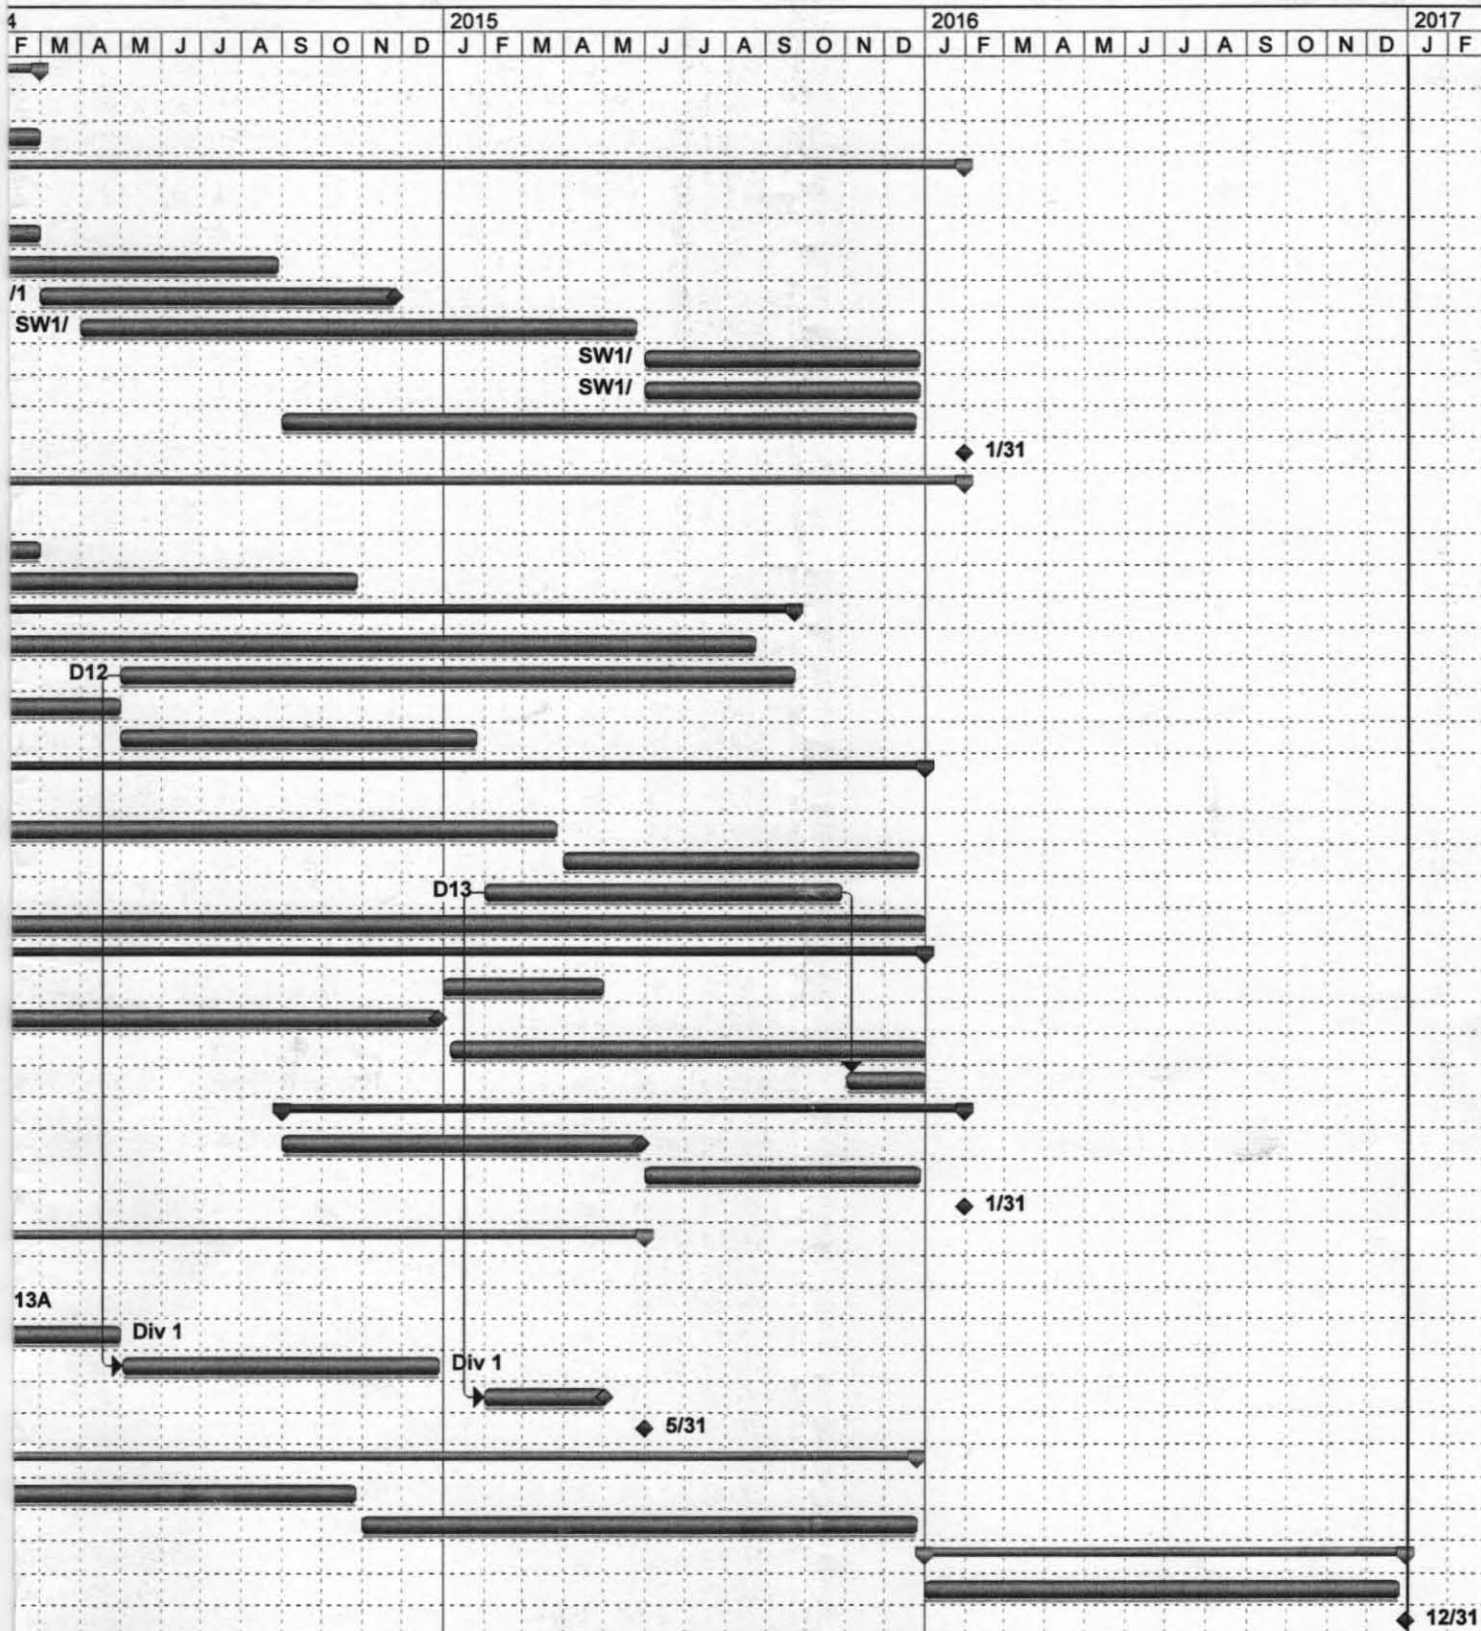 4 2015 2016 2017
F M A M J J A S O N D J F M A M J J A S O N D J F M A M J J A S O N D J F
/1
SW1/
SW1/
SW1/
1/31
D12
D13
1/31
13A
Div 1
Div 1
5/31
12/31